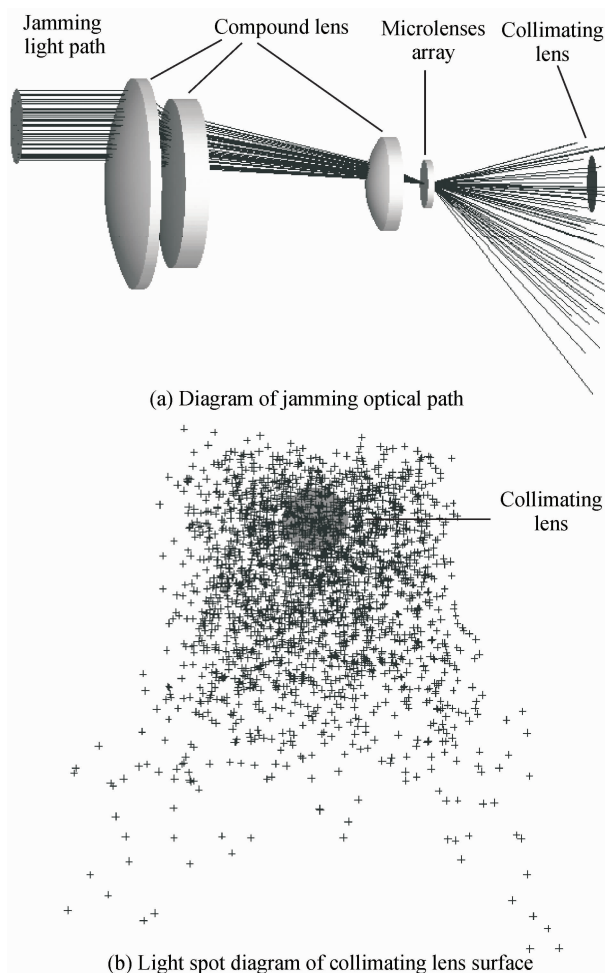 Jamming
light path
Compound lens
Microlenses
array
Collimating
lens
(a) Diagram of jamming optical path
Collimating
lens
(b) Light spot diagram of collimating lens surface